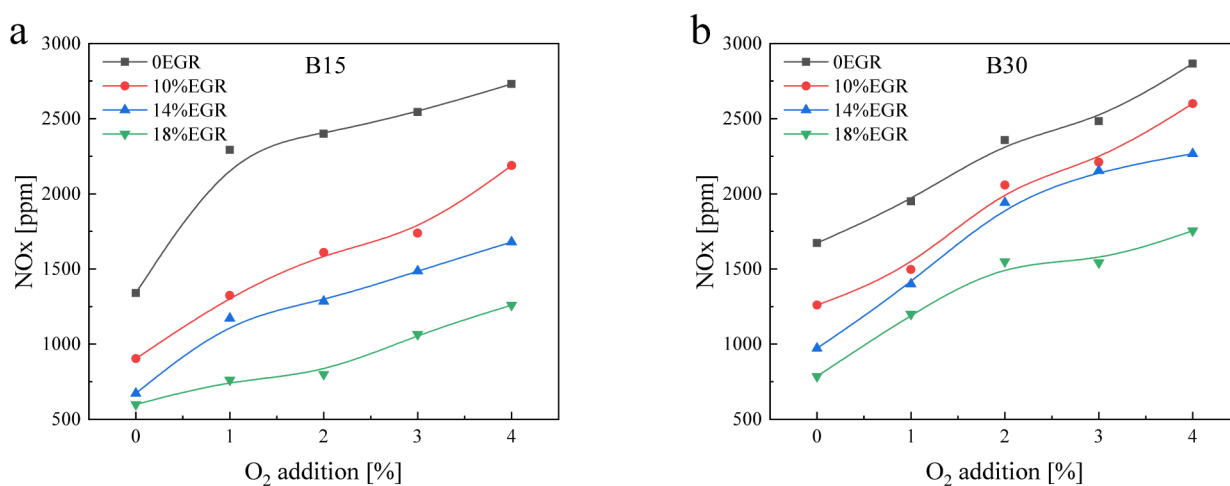 a
B15
0EGR
10%EGR
14%EGR
18%EGR
3000
2500
2000
1500
1000
500
NOx [ppm]
0 1 2 3 4
O₂ addition [%]
b
B30
0EGR
10%EGR
14%EGR
18%EGR
3000
2500
2000
1500
1000
500
NOx [ppm]
0 1 2 3 4
O₂ addition [%]